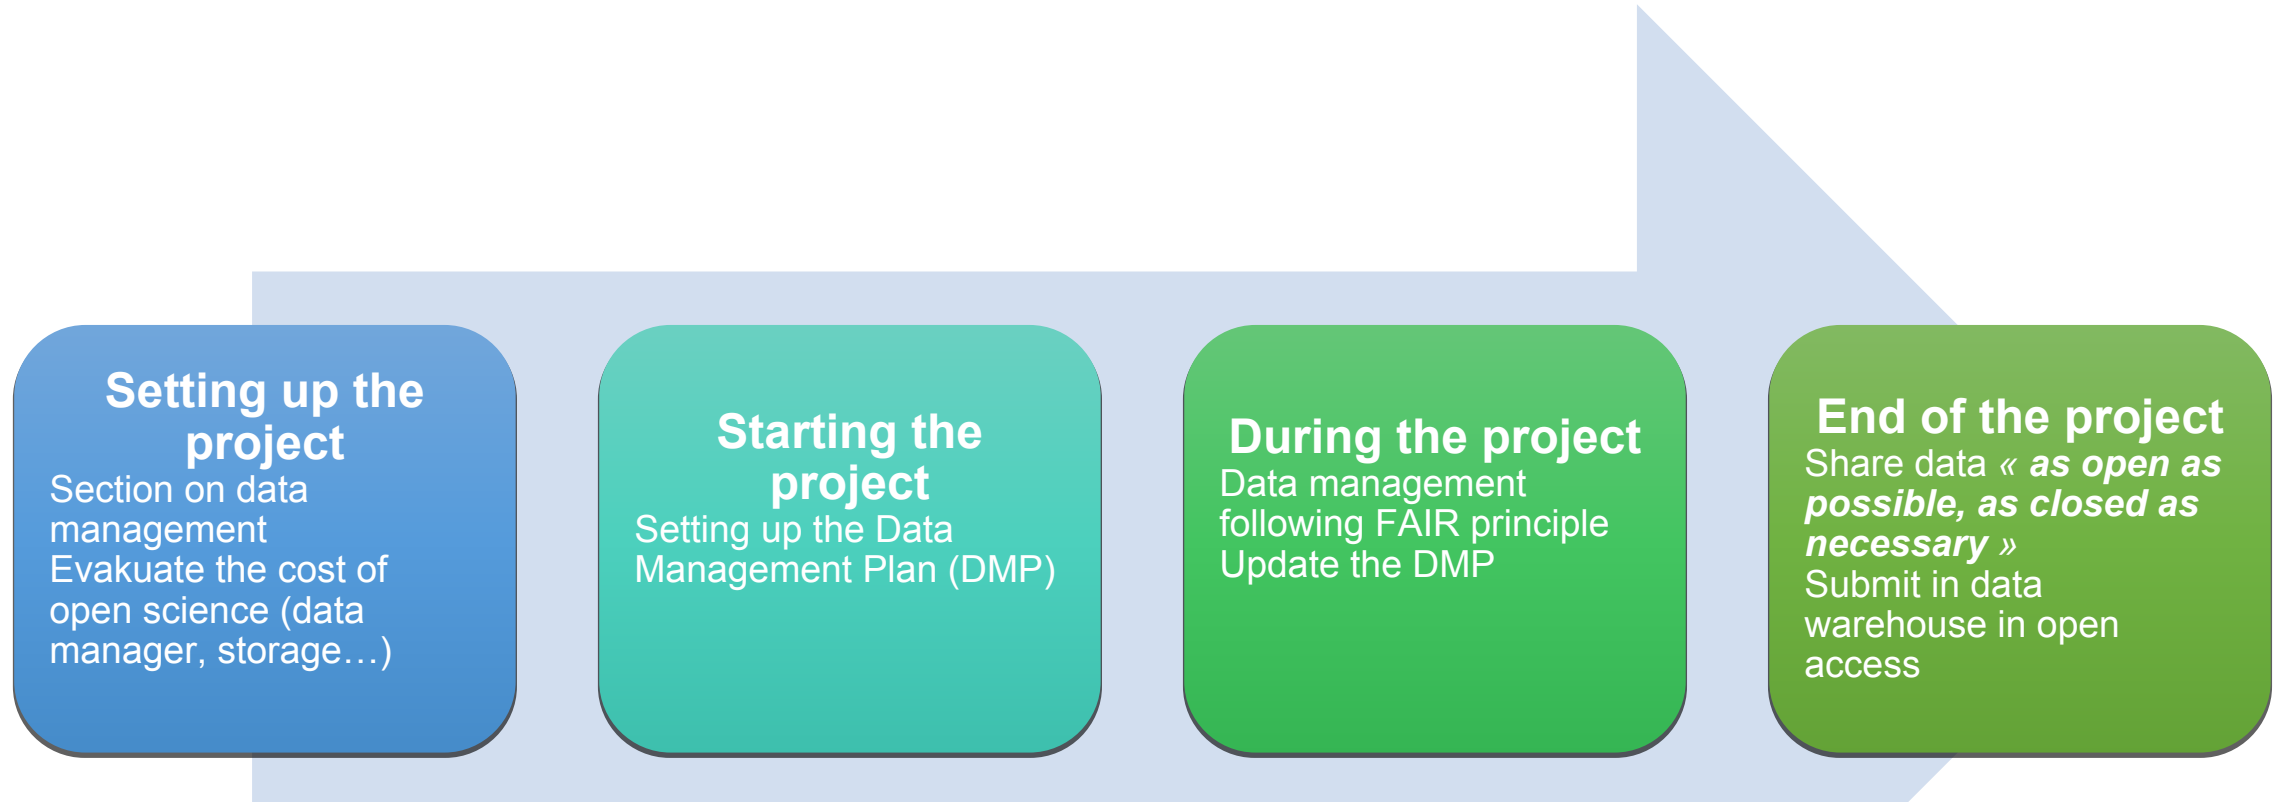 Setting up the
project
Section on data
management
Evakuate the cost of
open science (data
manager, storage…)
Starting the
project
Setting up the Data
Management Plan (DMP)
During the project
Data management
following FAIR principle
Update the DMP
End of the project
Share data « as open as
possible, as closed as
necessary »
Submit in data
warehouse in open
access